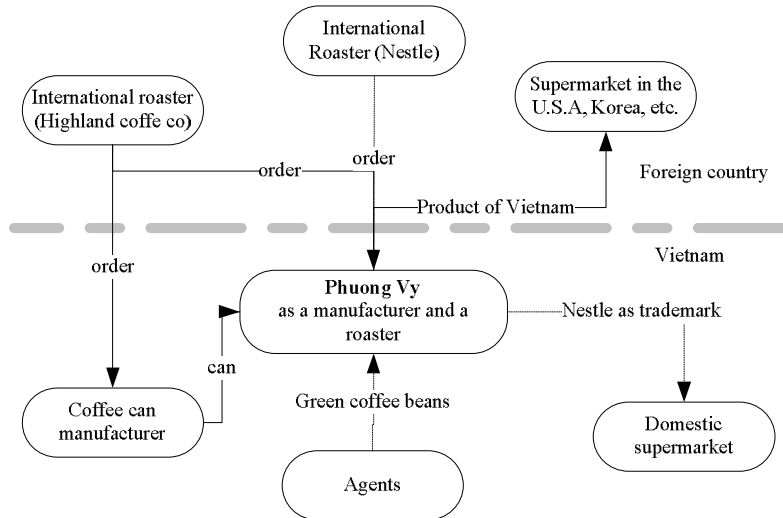 International
Roaster (Nestle)
International roaster
(Highland coffe co)
Supermarket in the
U.S.A, Korea, etc.
order
order
Foreign country
Product of Vietnam
Vietnam
order
Phuong Vy
as a manufacturer and a
roaster
Nestle as trademark
can
Green coffee beans
Coffee can
manufacturer
Domestic
supermarket
Agents